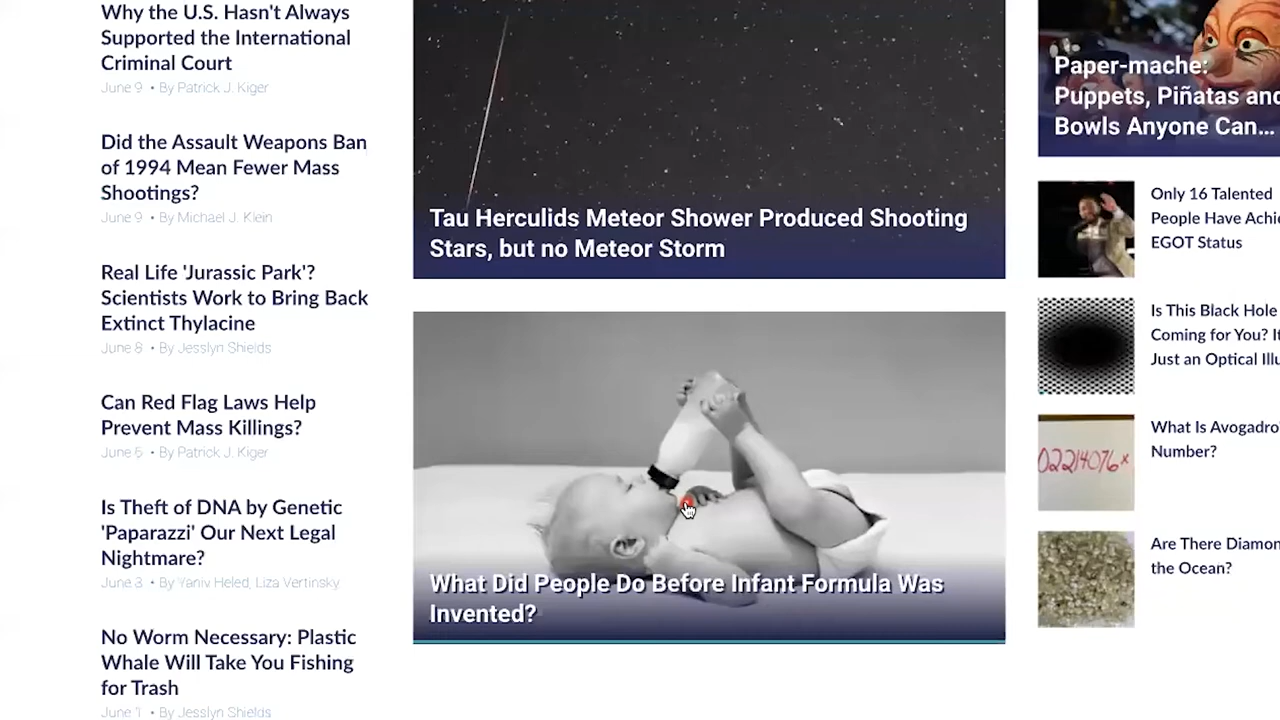 Why the U.S. Hasn't Always
Supported the International
Criminal Court
June 9 • By Patrick J. Kiger
Did the Assault Weapons Ban
of 1994 Mean Fewer Mass
Shootings?
June 9 • By Michael J. Klein
Real Life 'Jurassic Park'?
Scientists Work to Bring Back
Extinct Thylacine
June 8 • By Jesslyn Shields
Can Red Flag Laws Help
Prevent Mass Killings?
June 6 • By Patrick J. Kiger
Is Theft of DNA by Genetic
'Paparazzi' Our Next Legal
Nightmare?
June 3 • By Yaniv Heled, Liza Vertinsky
No Worm Necessary: Plastic
Whale Will Take You Fishing
for Trash
June 1 • By Jesslyn Shields
Tau Herculids Meteor Shower Produced Shooting
Stars, but no Meteor Storm
What Did People Do Before Infant Formula Was
Invented?
Paper-mache:
Puppets, Piñatas and
Bowls Anyone Can...
Only 16 Talented
People Have Achie
EGOT Status
Is This Black Hole
Coming for You? It
Just an Optical Illu
02214076×
What Is Avogadro'
Number?
Are There Diamon
the Ocean?